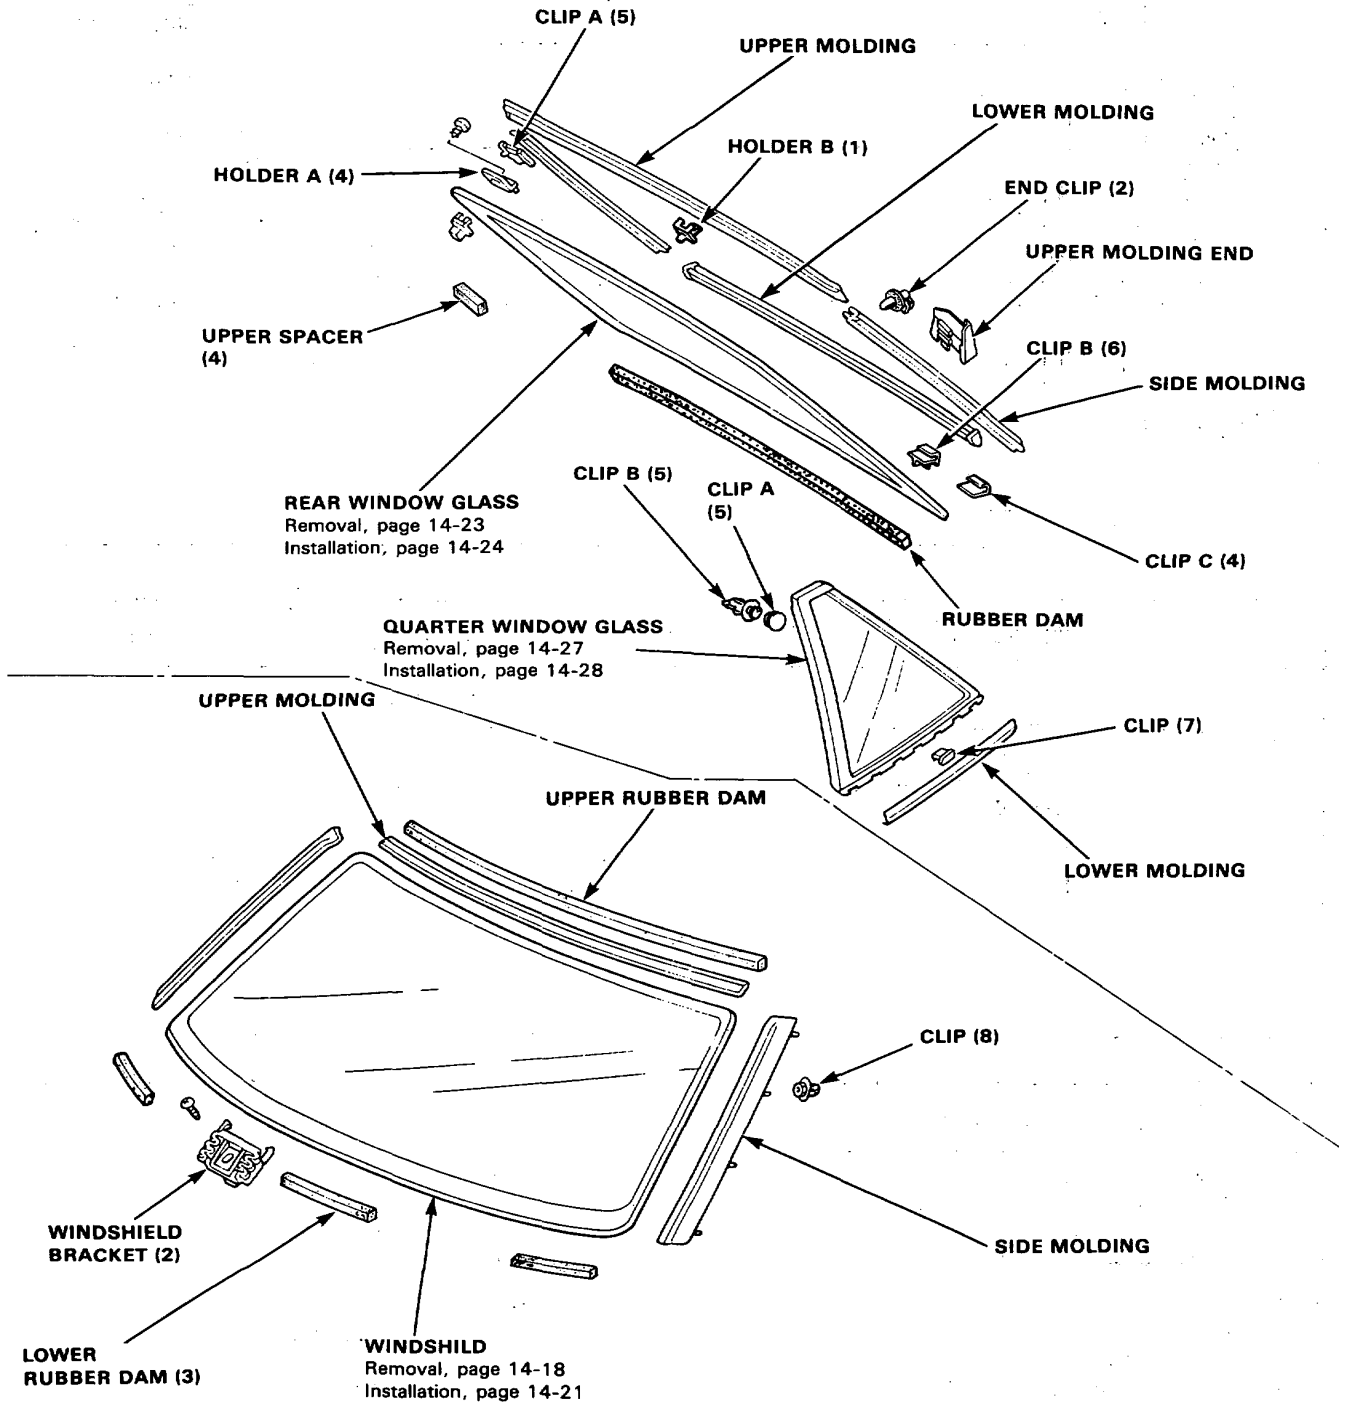 CLIP A (5)
UPPER MOLDING
LOWER MOLDING
HOLDER B (1)
HOLDER A (4)
END CLIP (2)
UPPER MOLDING END
UPPER SPACER
(4)
CLIP B (6)
SIDE MOLDING
CLIP B (5)
CLIP A
(5)
REAR WINDOW GLASS
Removal, page 14-23
Installation, page 14-24
CLIP C (4)
RUBBER DAM
QUARTER WINDOW GLASS
Removal, page 14-27
Installation, page 14-28
UPPER MOLDING
CLIP (7)
UPPER RUBBER DAM
LOWER MOLDING
CLIP (8)
WINDSHIELD
BRACKET (2)
SIDE MOLDING
LOWER
RUBBER DAM (3)
WINDSHILD
Removal, page 14-18
Installation, page 14-21